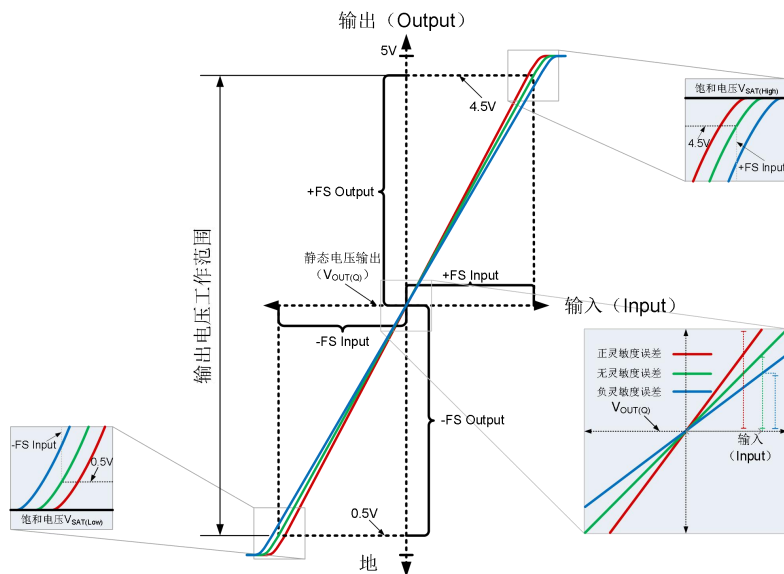 输出（Output）
5V
4.5V
饱和电压VSAT(High)
4.5V
+FS Input
+FS Output
输出电压工作范围
静态电压输出
（VOUT(Q)）
+FS Input
输入（Input）
-FS Input
正灵敏度误差
无灵敏度误差
负灵敏度误差
VOUT(Q)
输入
（Input）
-FS Output
-FS Input
0.5V
饱和电压VSAT(Low)
0.5V
地